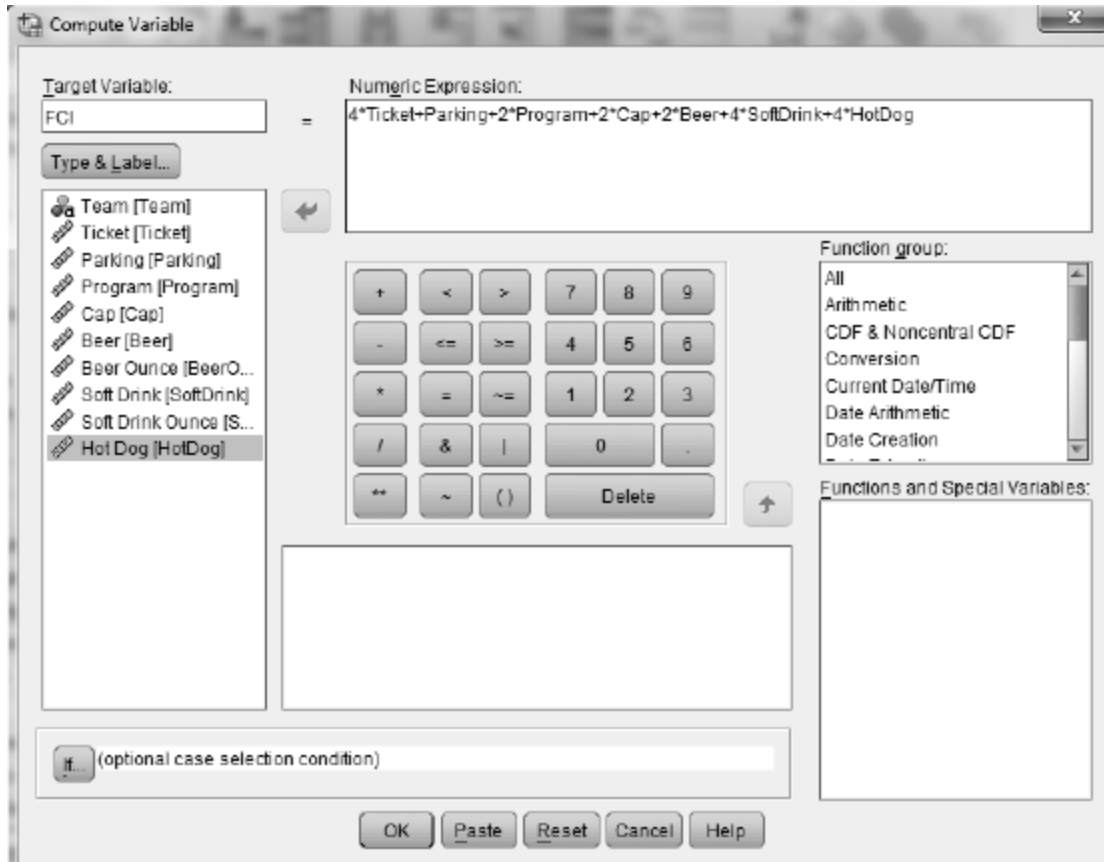 Compute Variable
x
Target Variable:
Numeric Expression:
FCI
=
4*Ticket+Parking+2*Program+2*Cap+2*Beer+4*SoftDrink+4*HotDog
Type & Label...
Team [Team]
Ticket [Ticket]
Parking [Parking]
Program [Program]
Cap [Cap]
Beer [Beer]
Beer Ounce [BeerO...
Soft Drink [SoftDrink]
Soft Drink Ounce [S...
Hot Dog [HotDog]
+ < > 7 8 9
- <= >= 4 5 6
* = ~= 1 2 3
/ & | 0 .
** ~ ( ) Delete
Function group:
All
Arithmetic
CDF & Noncentral CDF
Conversion
Current Date/Time
Date Arithmetic
Date Creation
Functions and Special Variables:
If... (optional case selection condition)
OK Paste Reset Cancel Help